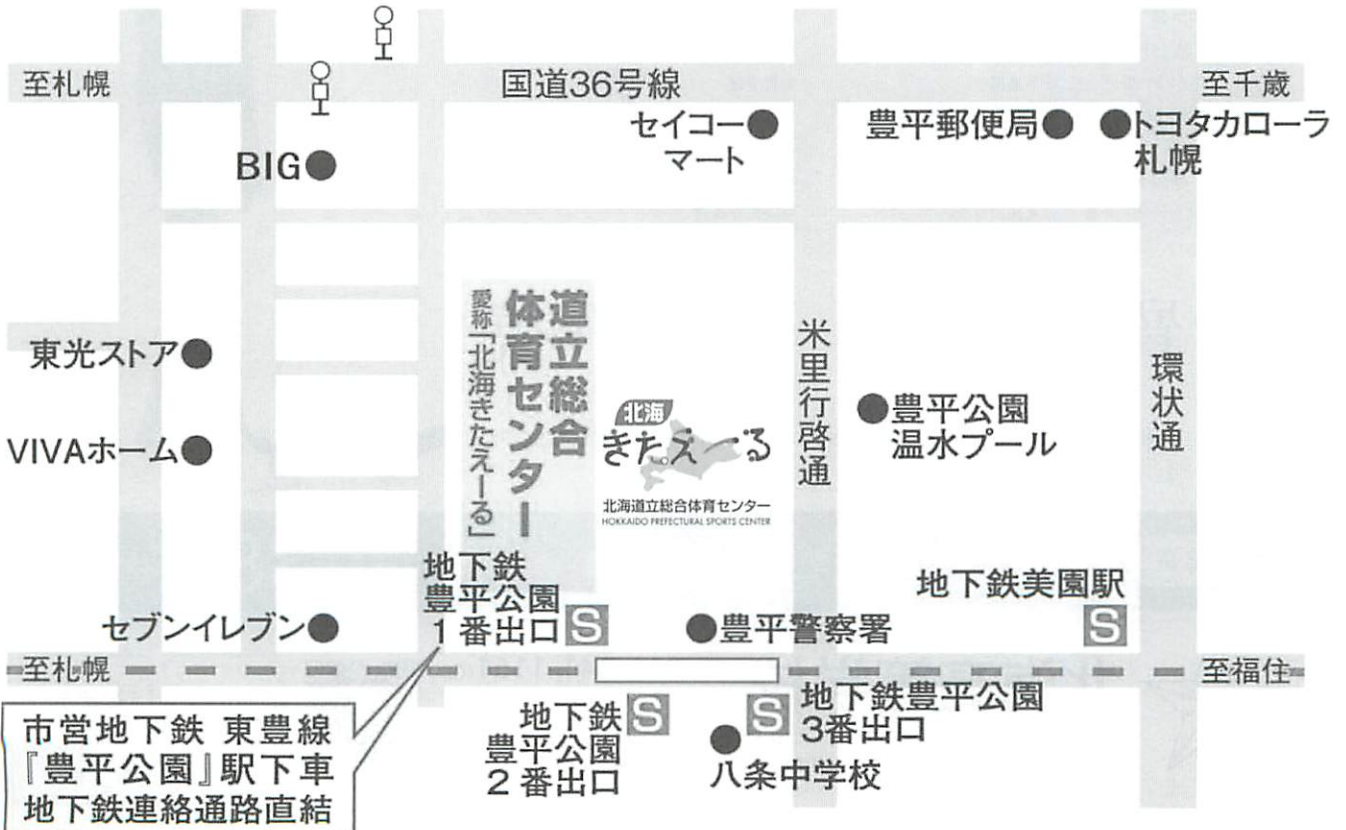 至札幌
国道36号線
至千歳
セイコー
マート
豊平郵便局
トヨタカローラ
札幌
BIG
東光ストア
VIVAホーム
道立総合
体育センター
愛称「北海きたえーる」
北海
きたえーる
北海道立総合体育センター
HOKKAIDO PREFECTURAL SPORTS CENTER
米里行啓通
豊平公園
温水プール
環状通
地下鉄
豊平公園
1番出口
S
地下鉄美園駅
S
セブンイレブン
豊平警察署
至札幌
至福住
市営地下鉄 東豊線
『豊平公園』駅下車
地下鉄連絡通路直結
地下鉄
豊平公園
2番出口
S
S
地下鉄豊平公園
3番出口
八条中学校